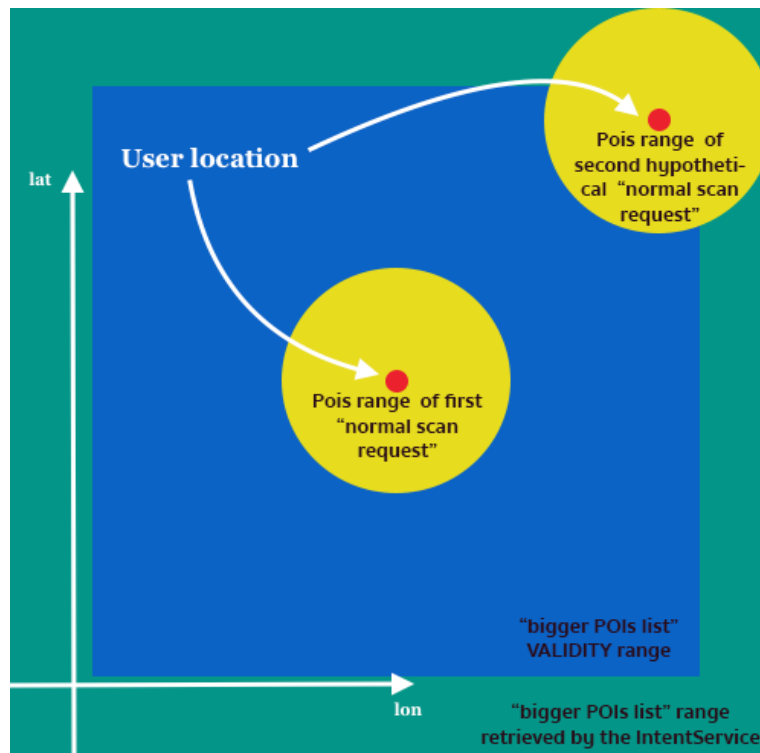 Pois range of
second hypotheti-
cal “normal scan
request”
User location
lat
Pois range of first
“normal scan
request”
“bigger POIs list”
VALIDITY range
lon
“bigger POIs list” range
retrieved by the IntentService